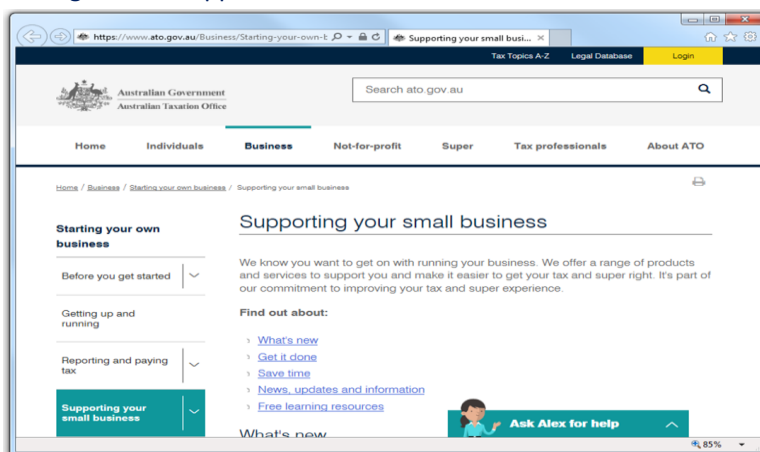 https://www.ato.gov.au/Business/Starting-your-own-b
Supporting your small busi...
Tax Topics A-Z Legal Database Login
Australian Government
Australian Taxation Office
Search ato.gov.au
Home Individuals Business Not-for-profit Super Tax professionals About ATO
Home / Business / Starting your own business / Supporting your small business
Starting your own
business
Before you get started
Getting up and
running
Reporting and paying
tax
Supporting your
small business
Supporting your small business
We know you want to get on with running your business. We offer a range of products
and services to support you and make it easier to get your tax and super right. It's part of
our commitment to improving your tax and super experience.
Find out about:
What's new
Get it done
Save time
News, updates and information
Free learning resources
What's new
Ask Alex for help
85%